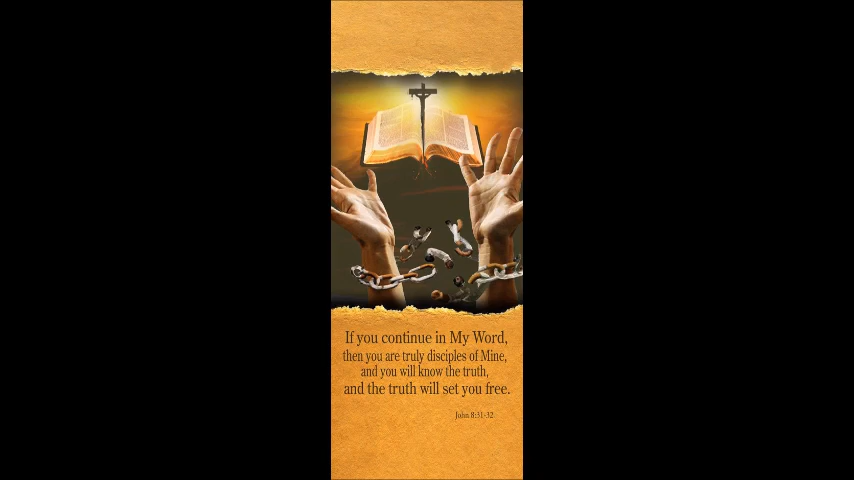 If you continue in My Word,
then you are truly disciples of Mine,
and you will know the truth,
and the truth will set you free.
John 8:31-32